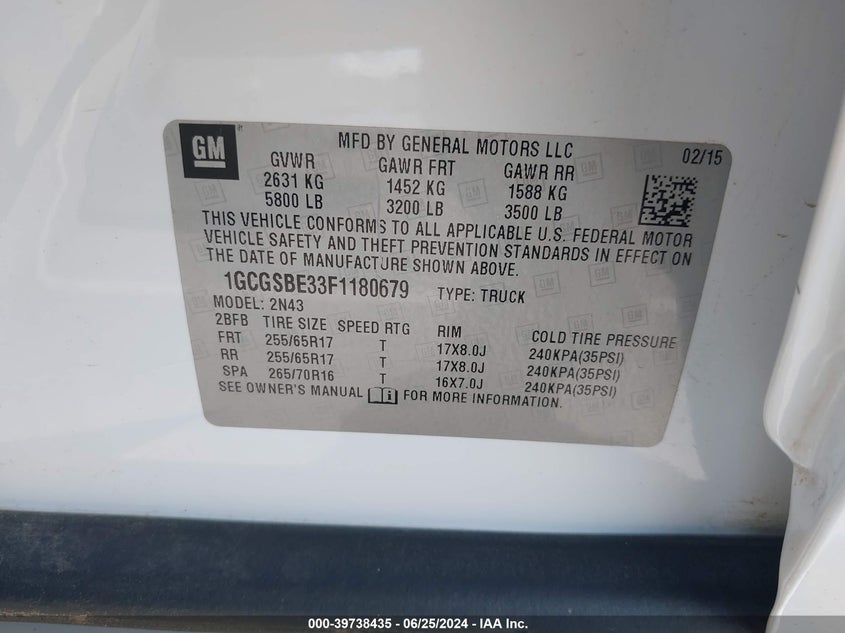 GM
MFD BY GENERAL MOTORS LLC 02/15
GVWR GAWR FRT GAWR RR
2631 KG 1452 KG 1588 KG
5800 LB 3200 LB 3500 LB
THIS VEHICLE CONFORMS TO ALL APPLICABLE U.S. FEDERAL MOTOR
VEHICLE SAFETY AND THEFT PREVENTION STANDARDS IN EFFECT ON
THE DATE OF MANUFACTURE SHOWN ABOVE.
1GCGSBE33F1180679 TYPE: TRUCK
MODEL: 2N43
2BFB TIRE SIZE SPEED RTG RIM COLD TIRE PRESSURE
FRT 255/65R17 T 17X8.0J 240KPA(35PSI)
RR 255/65R17 T 17X8.0J 240KPA(35PSI)
SPA 265/70R16 T 16X7.0J 240KPA(35PSI)
SEE OWNER'S MANUAL i FOR MORE INFORMATION.
000-39738435 - 06/25/2024 - IAA Inc.